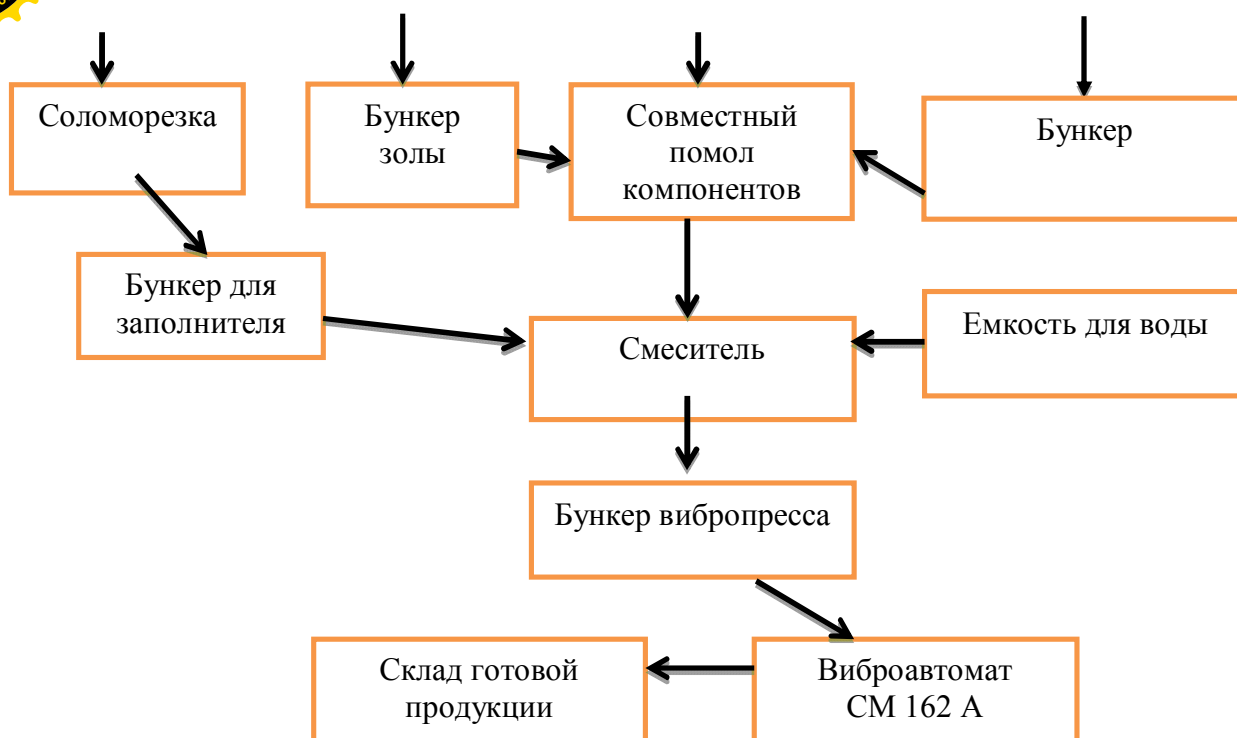 Соломорезка
Бункер
золы
Совместный
помол
компонентов
Бункер
Бункер для
заполнителя
Смеситель
Емкость для воды
Бункер вибропресса
Склад готовой
продукции
Виброавтомат
СМ 162 А